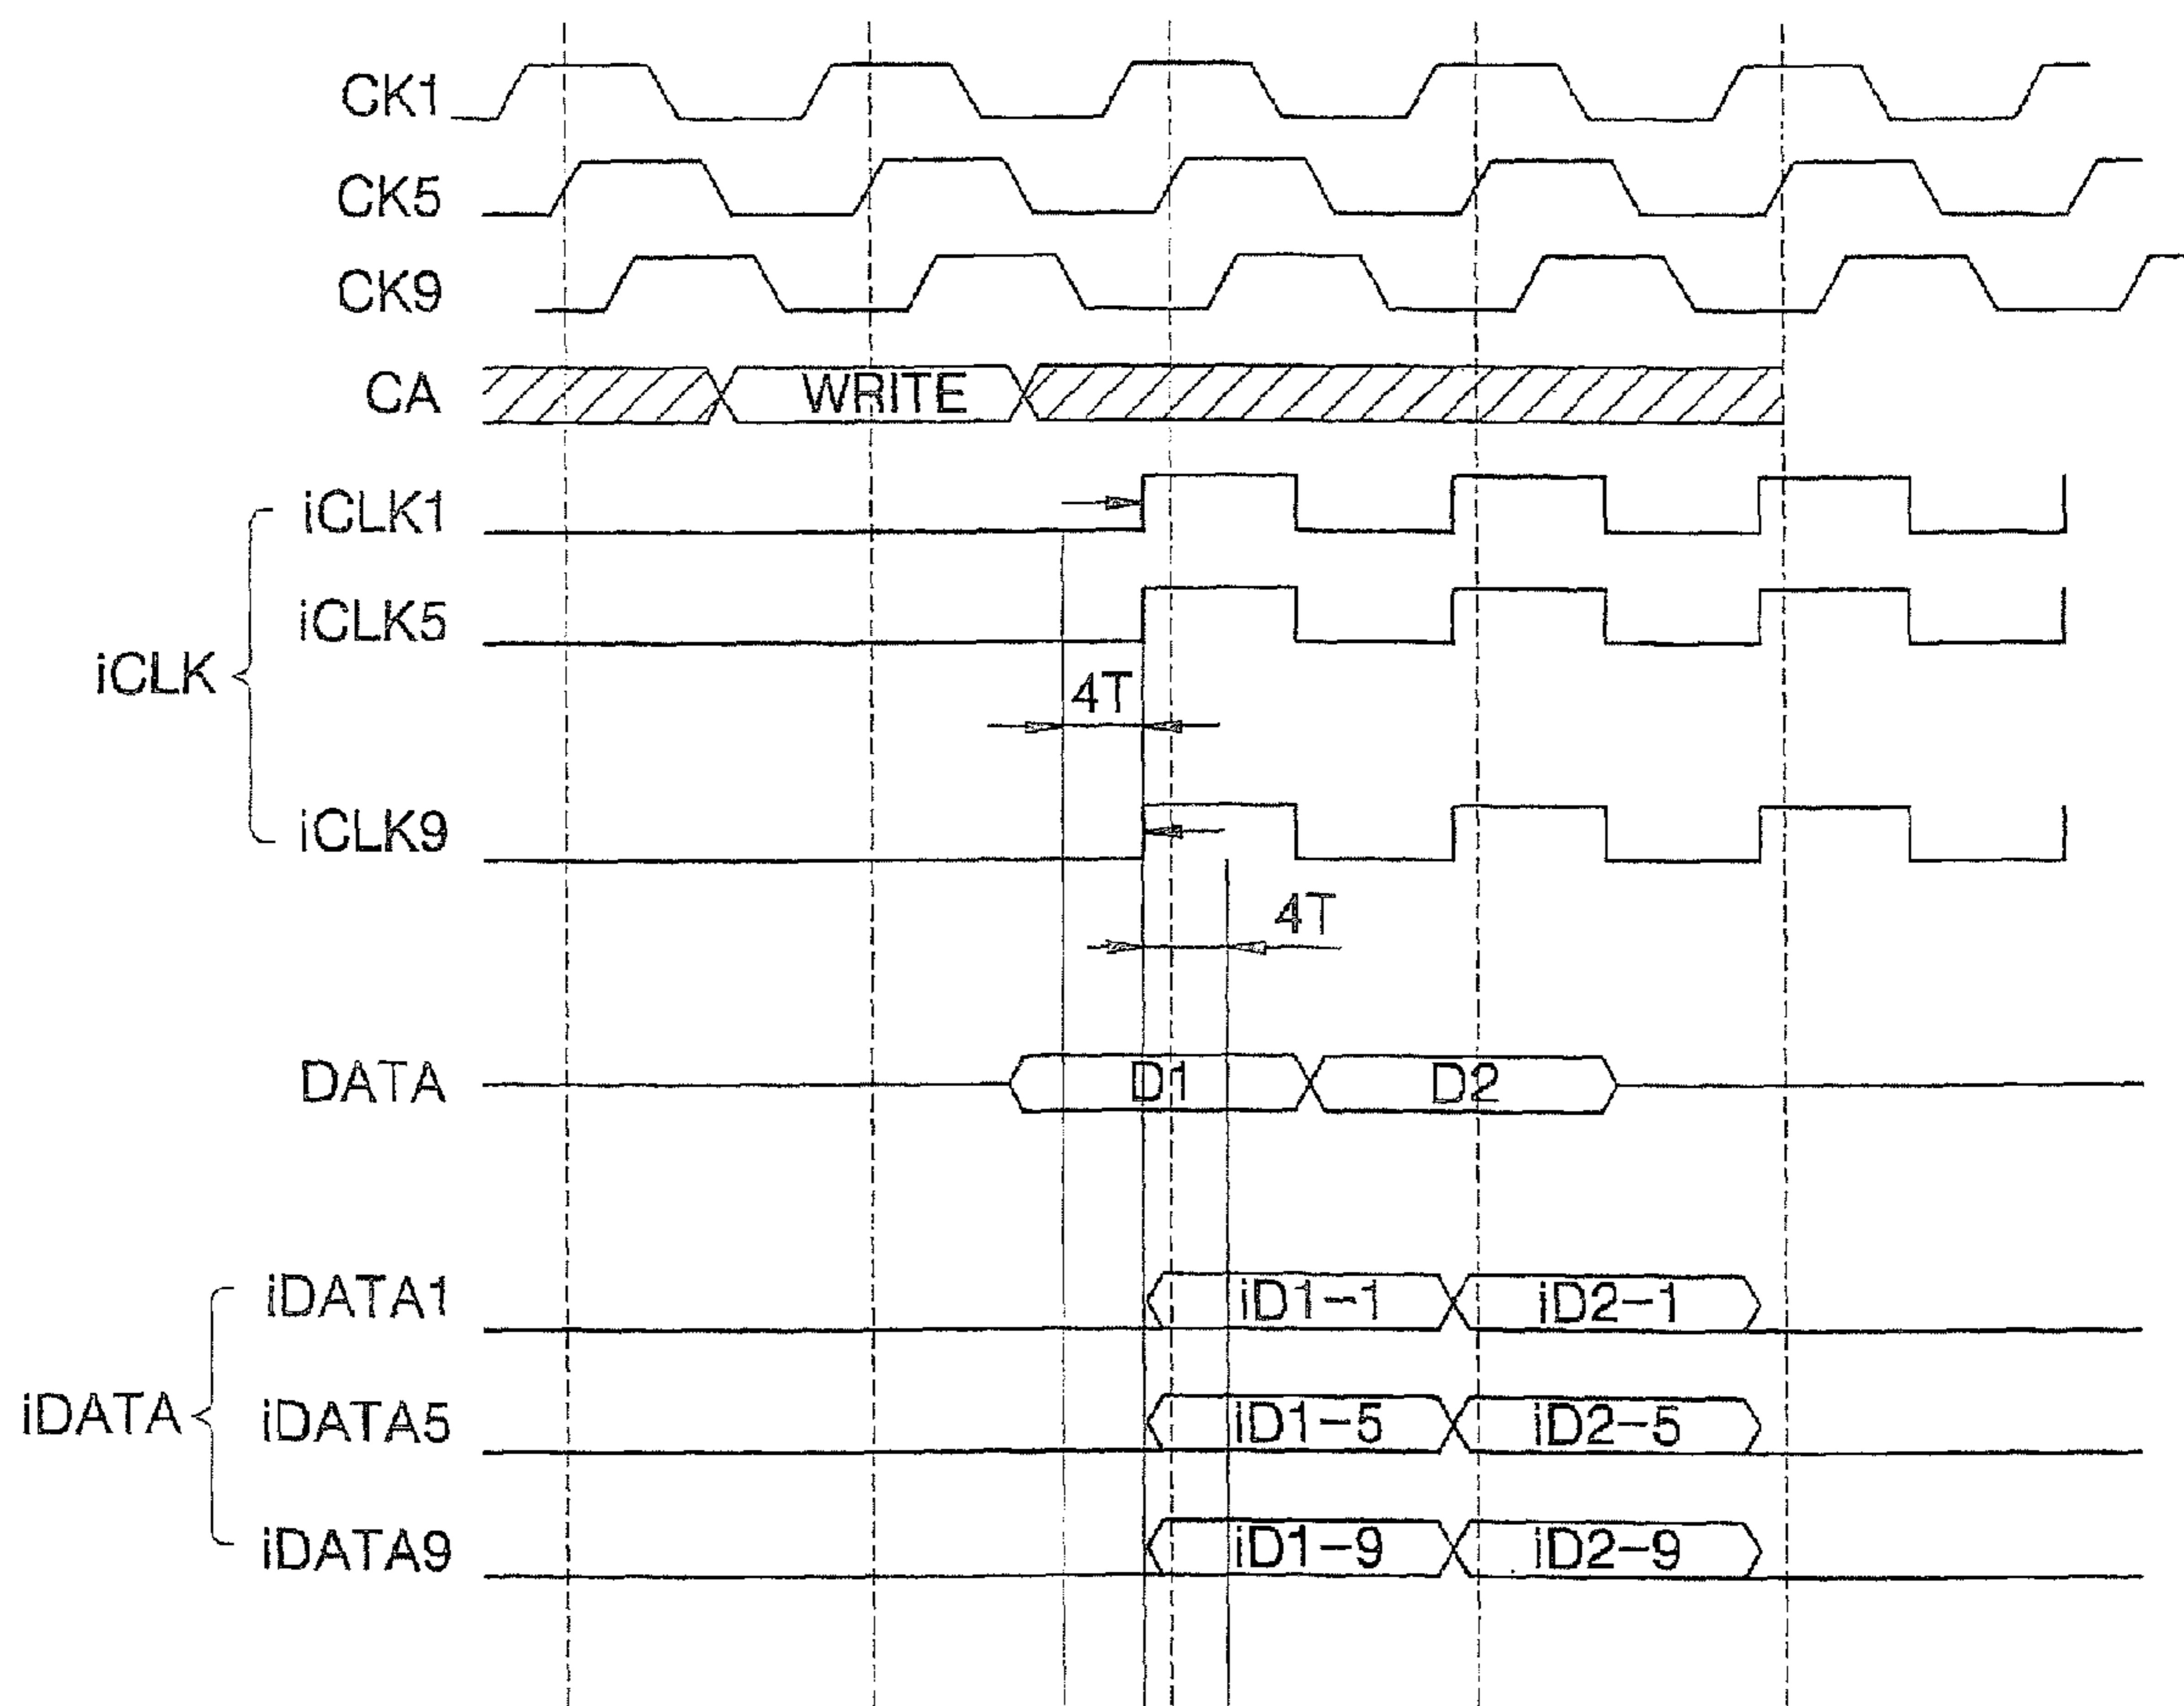 CK1
CK5
CK9
CA WRITE
iCLK1
iCLK5
iCLK
4T
iCLK9
4T
DATA D1 D2
iDATA1 iD1-1 iD2-1
iDATA iDATA5 iD1-5 iD2-5
iDATA9 iD1-9 iD2-9